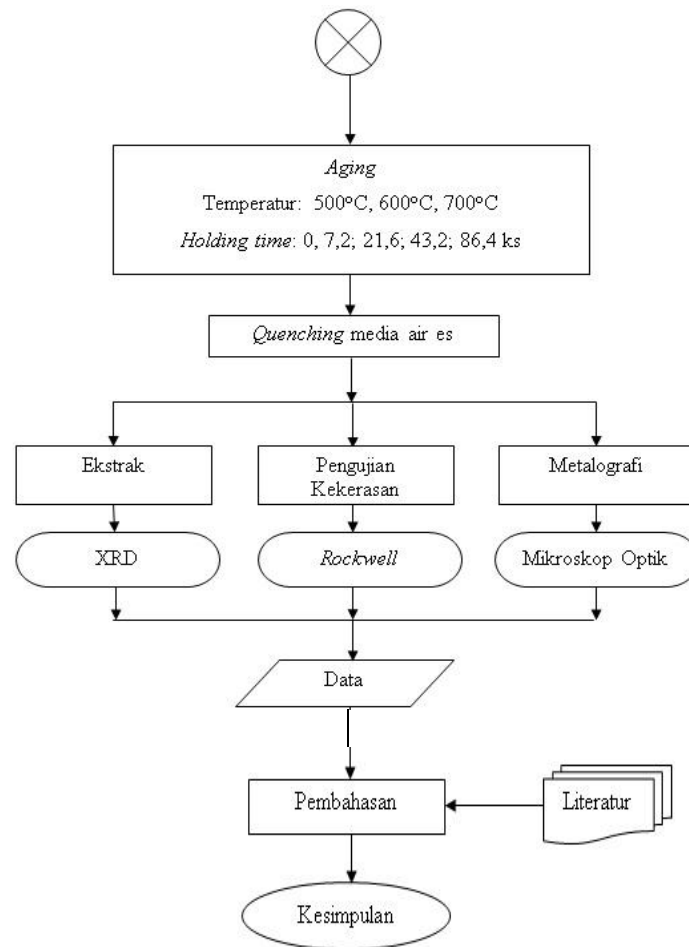 Aging
Temperatur: 500°C, 600°C, 700°C
Holding time: 0, 7,2; 21,6; 43,2; 86,4 ks
Quenching media air es
Ekstrak
Pengujian
Kekerasan
Metalografi
XRD
Rockwell
Mikroskop Optik
Data
Pembahasan
Literatur
Kesimpulan